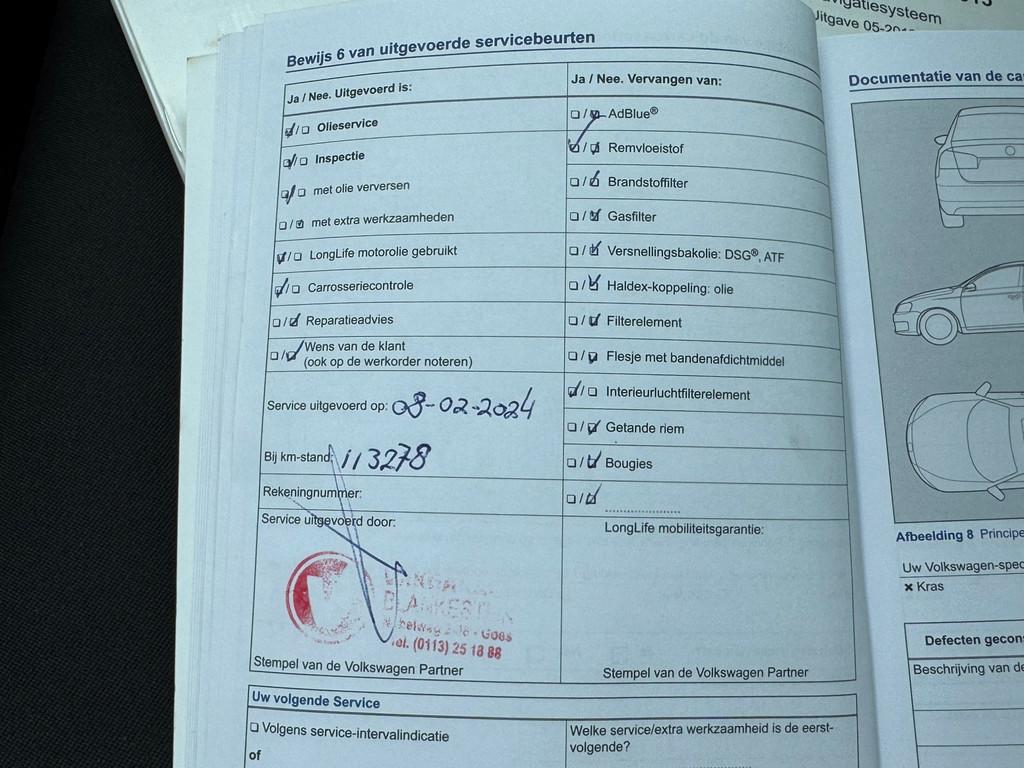 Navigatiesysteem
Uitgave 05-201
Bewijs 6 van uitgevoerde servicebeurten
Ja / Nee. Uitgevoerd is:
Olieservice
Inspectie
met olie verversen
met extra werkzaamheden
LongLife motorolie gebruikt
Carrosseriecontrole
Reparatieadvies
Wens van de klant
(ook op de werkorder noteren)
Service uitgevoerd op: 08-02-2024
Bij km-stand: 113278
Rekeningnummer:
Service uitgevoerd door:
BLANKEST
- Goes
Tel. (0113) 25 18 88
Stempel van de Volkswagen Partner
Ja / Nee. Vervangen van:
AdBlue®
Remvloeistof
Brandstoffilter
Gasfilter
Versnellingsbakolie: DSG®, ATF
Haldex-koppeling: olie
Filterelement
Flesje met bandenafdichtmiddel
Interieurluchtfilterelement
Getande riem
Bougies
LongLife mobiliteitsgarantie:
Stempel van de Volkswagen Partner
Uw volgende Service
Volgens service-intervalindicatie
of
Welke service/extra werkzaamheid is de eerst-
volgende?
Documentatie van de ca
Afbeelding 8 Principe
Uw Volkswagen-spec
× Kras
Defecten gecon
Beschrijving van de